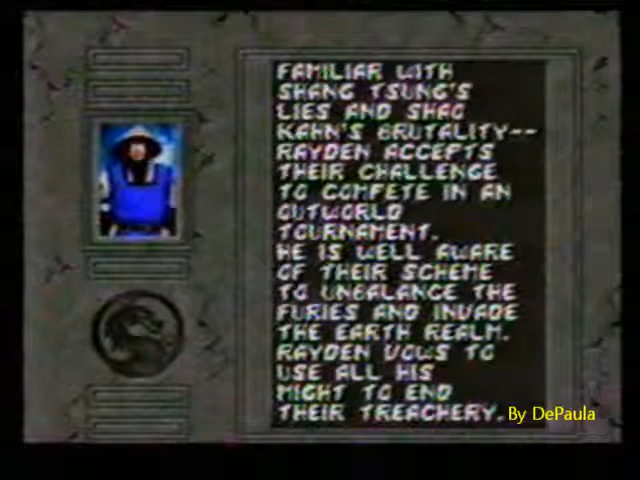 FAMILIAR WITH
SHANG TSUNG'S
LIES AND SHAO
KAHN'S BRUTALITY--
RAYDEN ACCEPTS
THEIR CHALLENGE
TO COMPETE IN AN
OUTWORLD
TOURNAMENT.
HE IS WELL AWARE
OF THEIR SCHEME
TO UNBALANCE THE
FURIES AND INVADE
THE EARTH REALM.
RAYDEN VOWS TO
USE ALL HIS
MIGHT TO END
THEIR TREACHERY.
By DePaula